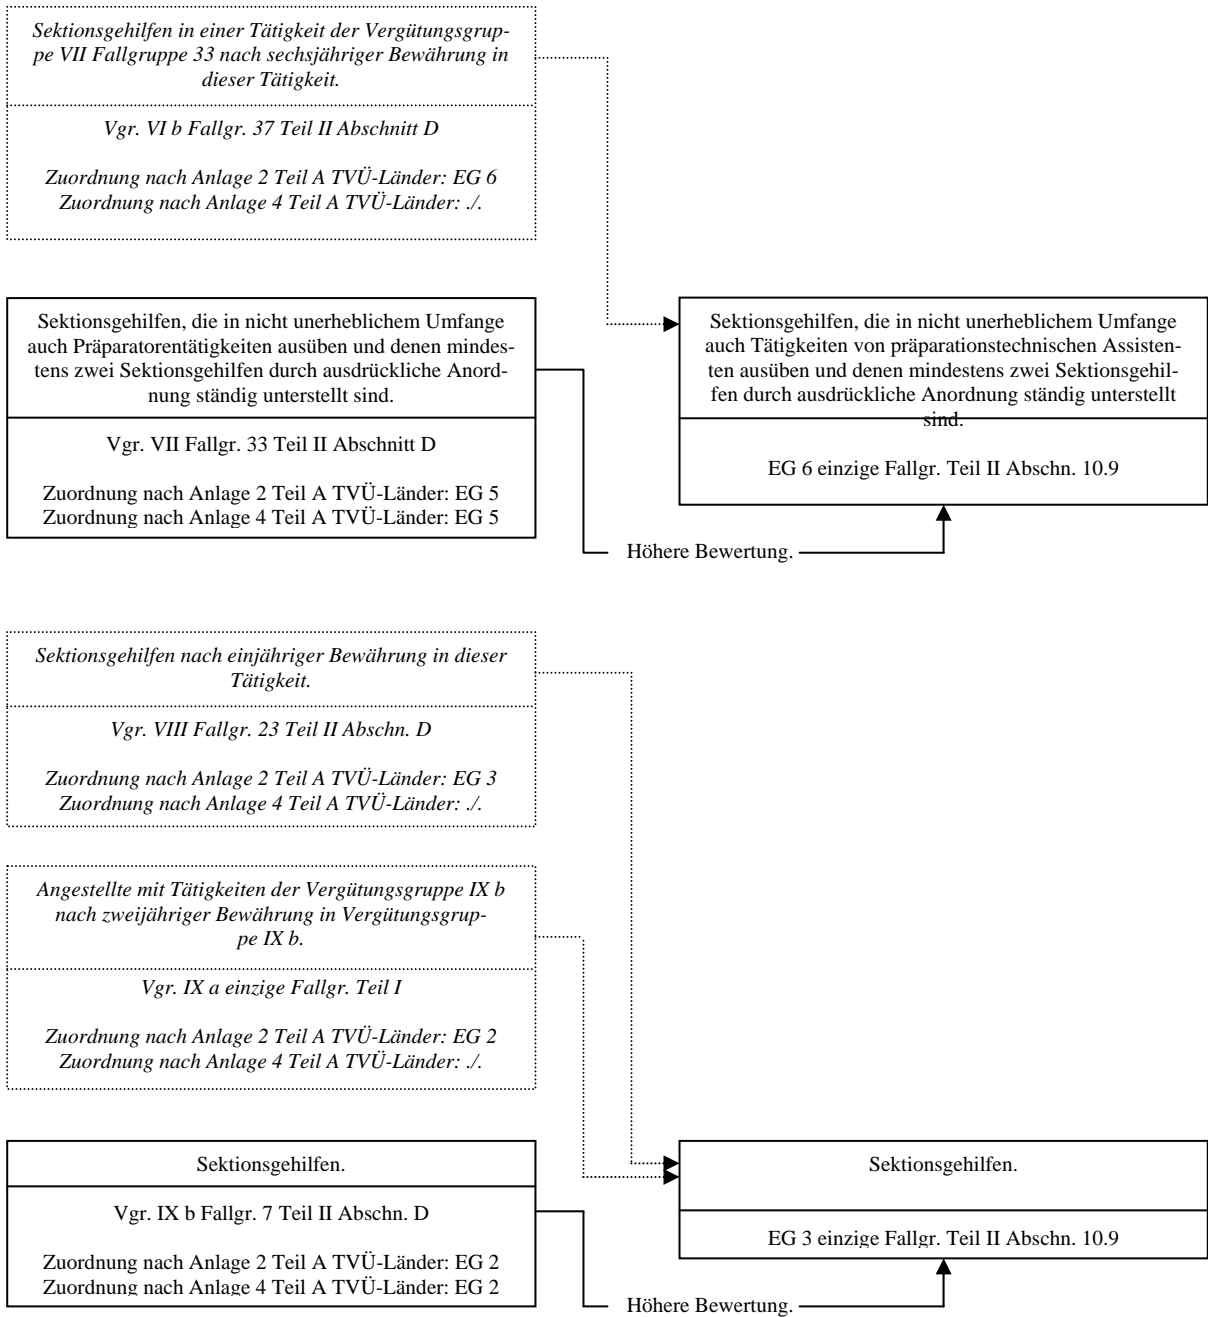 Sektionsgehilfen in einer Tätigkeit der Vergütungsgrup-
pe VII Fallgruppe 33 nach sechsjähriger Bewährung in
dieser Tätigkeit.
Vgr. VI b Fallgr. 37 Teil II Abschnitt D
Zuordnung nach Anlage 2 Teil A TVÜ-Länder: EG 6
Zuordnung nach Anlage 4 Teil A TVÜ-Länder: ./.
Sektionsgehilfen, die in nicht unerheblichem Umfange
auch Präparatorentätigkeiten ausüben und denen mindes-
tens zwei Sektionsgehilfen durch ausdrückliche Anord-
nung ständig unterstellt sind.
Vgr. VII Fallgr. 33 Teil II Abschnitt D
Zuordnung nach Anlage 2 Teil A TVÜ-Länder: EG 5
Zuordnung nach Anlage 4 Teil A TVÜ-Länder: EG 5
Sektionsgehilfen, die in nicht unerheblichem Umfange
auch Tätigkeiten von präparationstechnischen Assisten-
ten ausüben und denen mindestens zwei Sektionsgehil-
fen durch ausdrückliche Anordnung ständig unterstellt
sind.
EG 6 einzige Fallgr. Teil II Abschn. 10.9
Höhere Bewertung.
Sektionsgehilfen nach einjähriger Bewährung in dieser
Tätigkeit.
Vgr. VIII Fallgr. 23 Teil II Abschn. D
Zuordnung nach Anlage 2 Teil A TVÜ-Länder: EG 3
Zuordnung nach Anlage 4 Teil A TVÜ-Länder: ./.
Angestellte mit Tätigkeiten der Vergütungsgruppe IX b
nach zweijähriger Bewährung in Vergütungsgrup-
pe IX b.
Vgr. IX a einzige Fallgr. Teil I
Zuordnung nach Anlage 2 Teil A TVÜ-Länder: EG 2
Zuordnung nach Anlage 4 Teil A TVÜ-Länder: ./.
Sektionsgehilfen.
Vgr. IX b Fallgr. 7 Teil II Abschn. D
Zuordnung nach Anlage 2 Teil A TVÜ-Länder: EG 2
Zuordnung nach Anlage 4 Teil A TVÜ-Länder: EG 2
Sektionsgehilfen.
EG 3 einzige Fallgr. Teil II Abschn. 10.9
Höhere Bewertung.